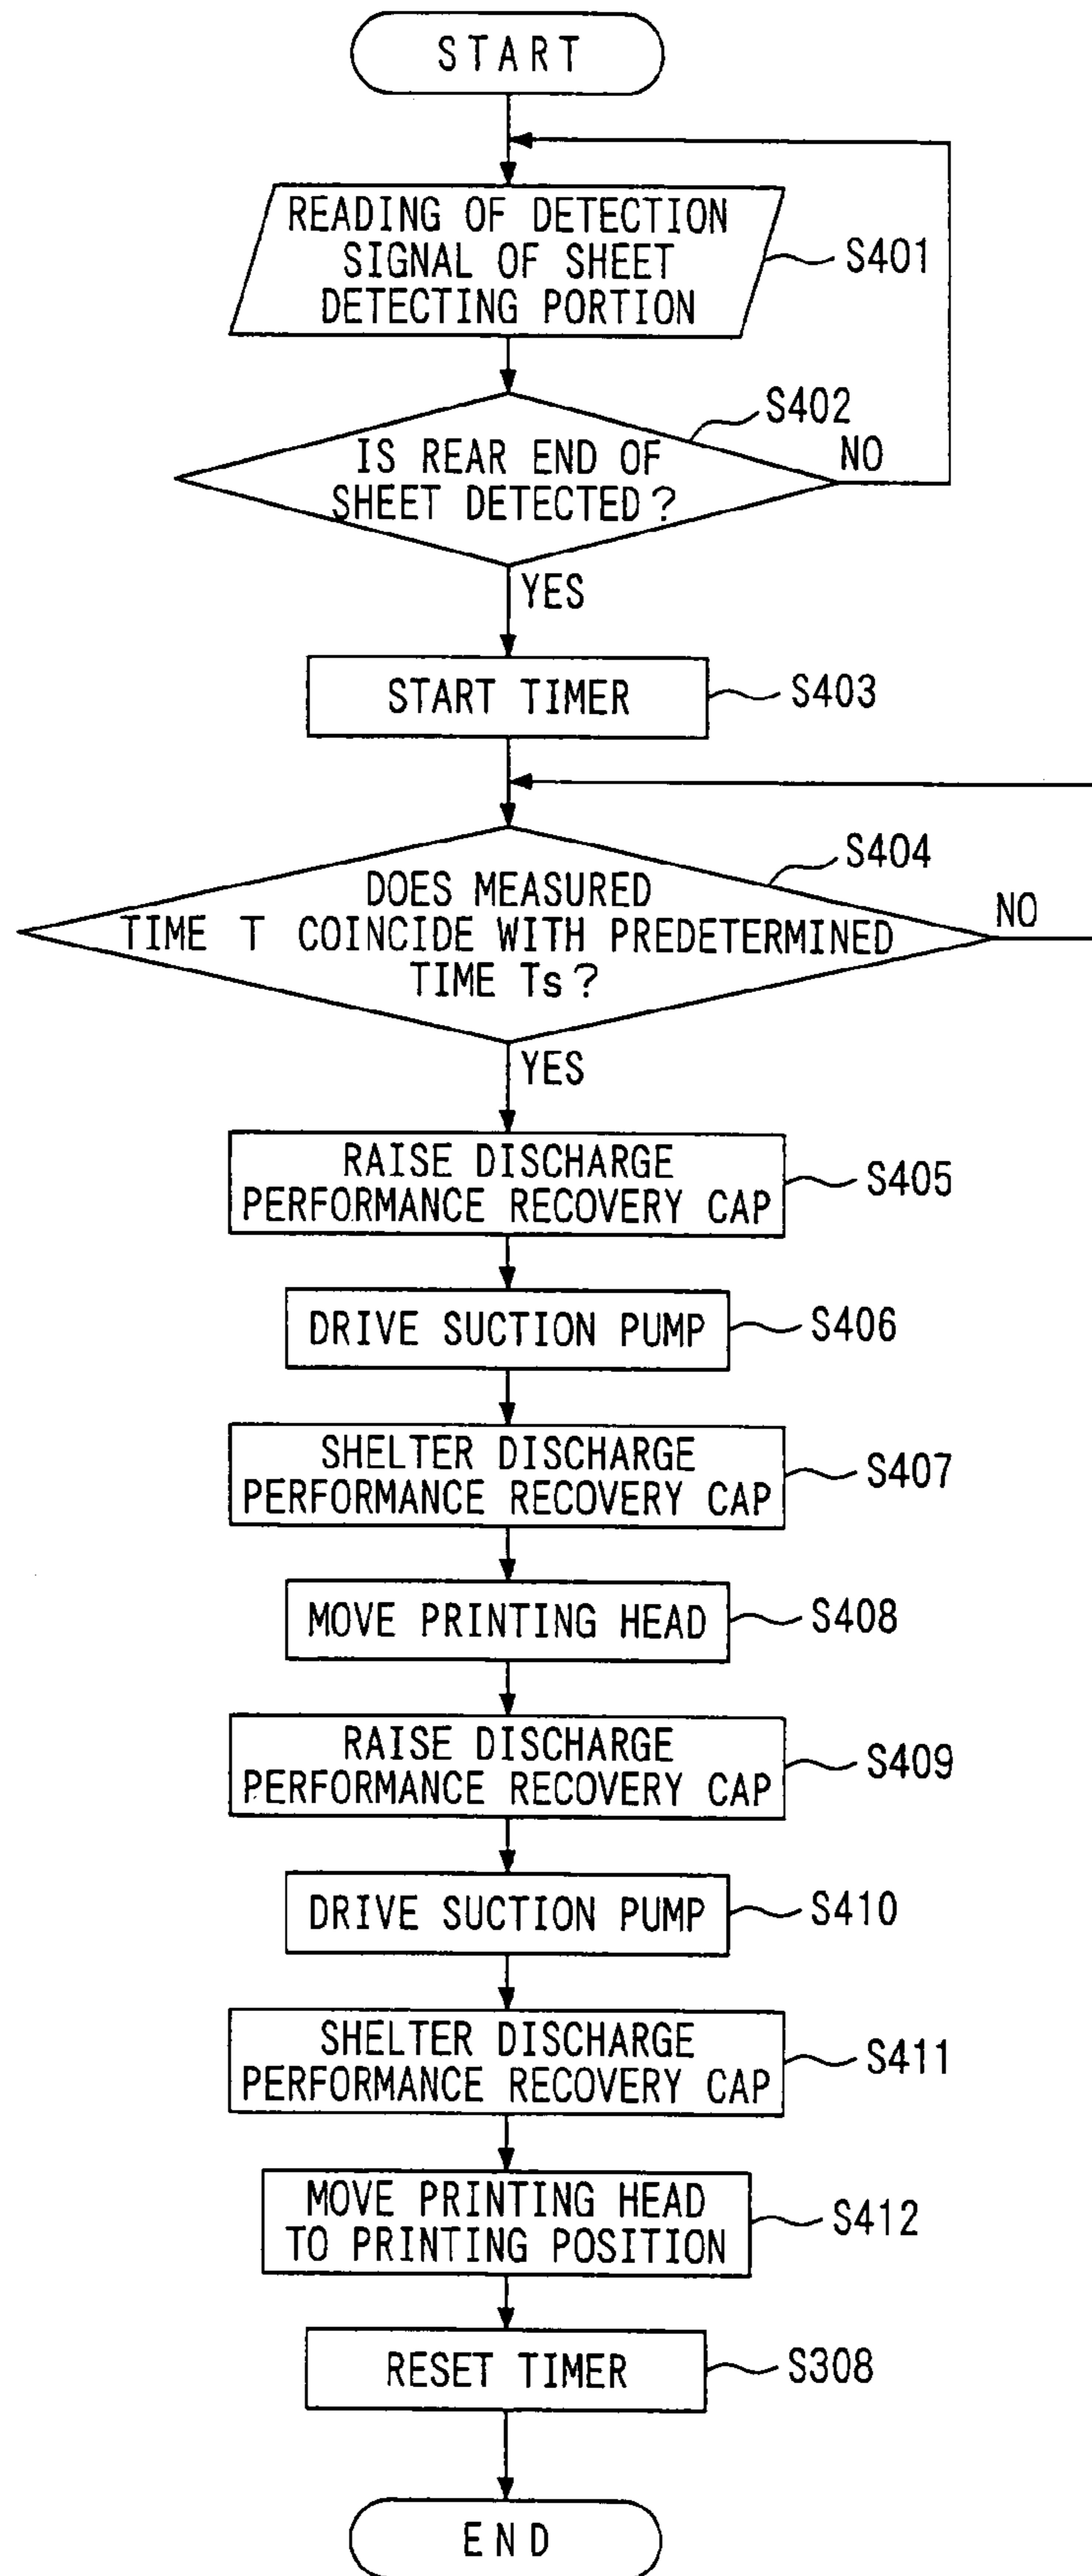 START
READING OF DETECTION
SIGNAL OF SHEET
DETECTING PORTION
S401
S402
IS REAR END OF
SHEET DETECTED?
NO
YES
START TIMER
S403
S404
DOES MEASURED
TIME T COINCIDE WITH PREDETERMINED
TIME Ts?
NO
YES
RAISE DISCHARGE
PERFORMANCE RECOVERY CAP
S405
DRIVE SUCTION PUMP
S406
SHELTER DISCHARGE
PERFORMANCE RECOVERY CAP
S407
MOVE PRINTING HEAD
S408
RAISE DISCHARGE
PERFORMANCE RECOVERY CAP
S409
DRIVE SUCTION PUMP
S410
SHELTER DISCHARGE
PERFORMANCE RECOVERY CAP
S411
MOVE PRINTING HEAD
TO PRINTING POSITION
S412
RESET TIMER
S308
END